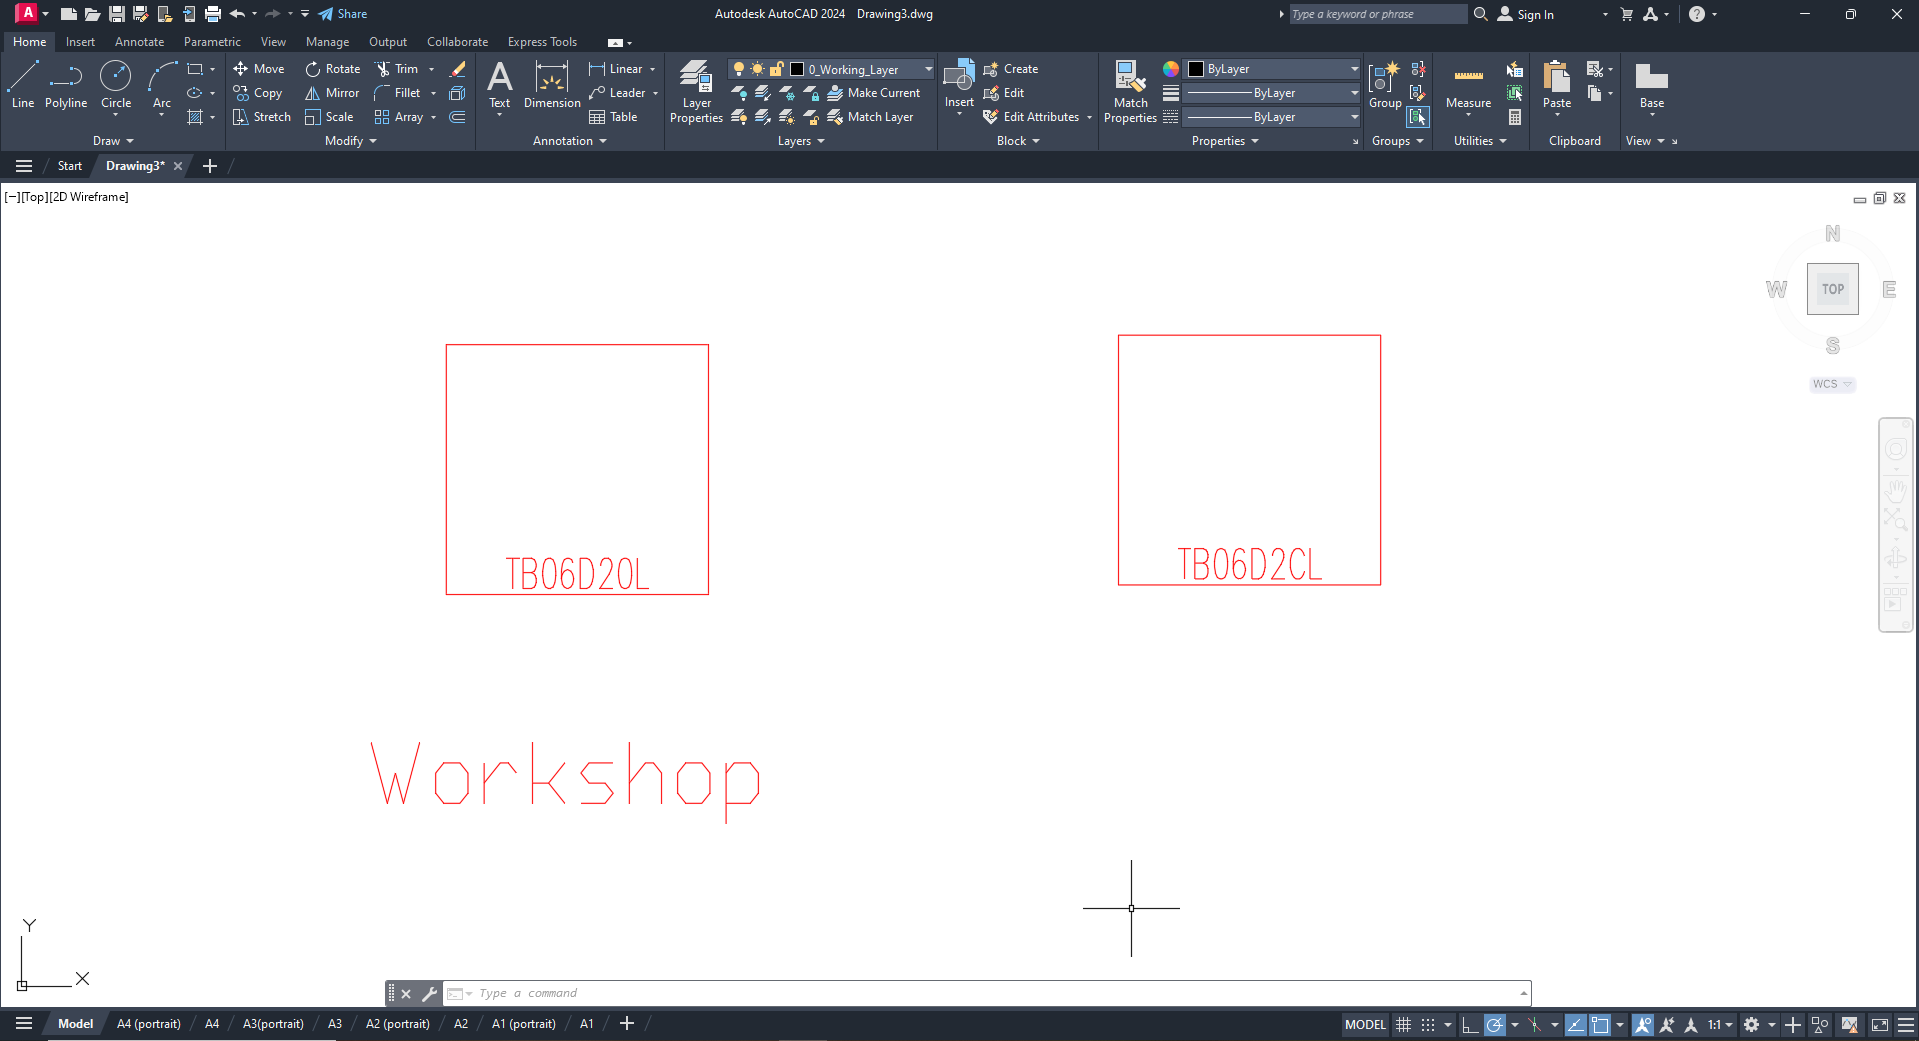 A Share Autodesk AutoCAD 2024 Drawing3.dwg Type a keyword or phrase Sign In
Home Insert Annotate Parametric View Manage Output Collaborate Express Tools
Line Polyline Circle Arc
Move Rotate Trim
Copy Mirror Fillet
Stretch Scale Array
Text Dimension
Linear
Leader
Table
Layer Properties
0_Working_Layer
Make Current
Match Layer
Insert
Create
Edit
Edit Attributes
Match Properties
ByLayer
ByLayer
ByLayer
Group
Measure
Paste
Base
Draw Modify Annotation Layers Block Properties Groups Utilities Clipboard View
Start Drawing3*
[−][Top][2D Wireframe]
N
W TOP E
S
WCS
TB06D20L
TB06D2CL
Workshop
Y
X
Type a command
Model A4 (portrait) A4 A3(portrait) A3 A2 (portrait) A2 A1 (portrait) A1
MODEL 1:1